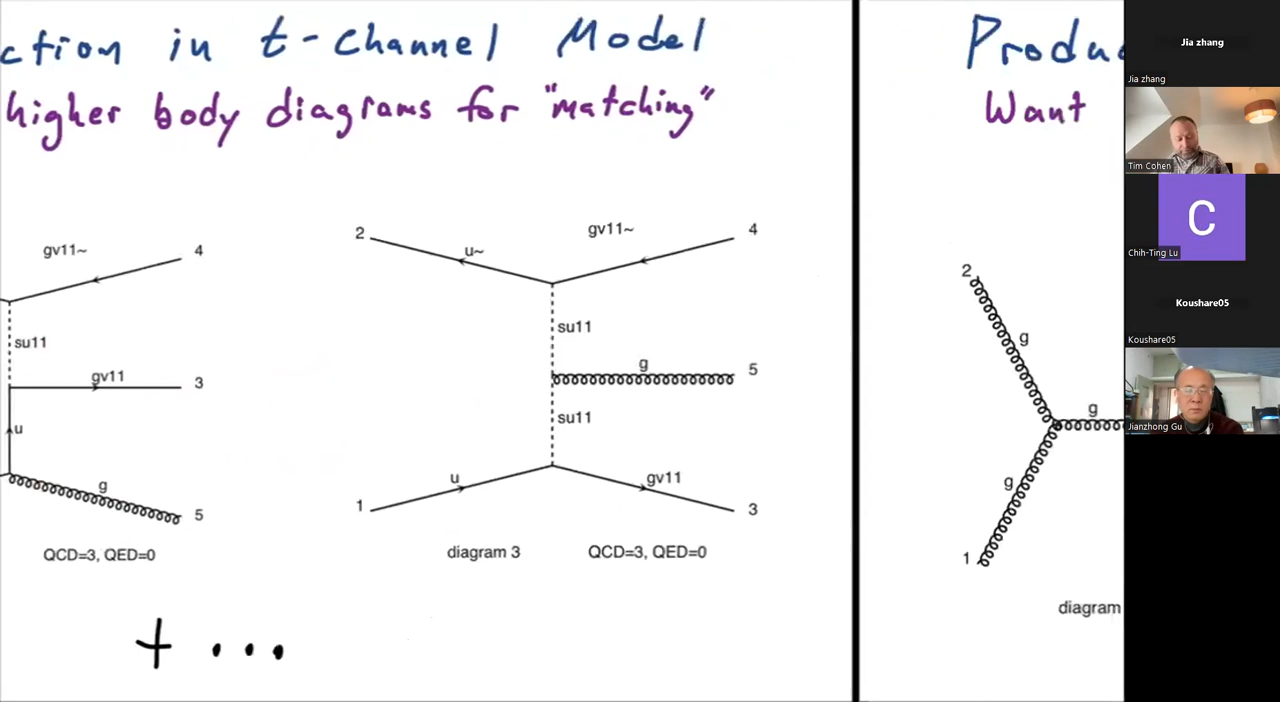 ction in t-channel Model
higher body diagrams for "matching"
gv11~
4
su11
gv11
3
u
g
5
QCD=3, QED=0
+ ...
2
u~
gv11~
4
su11
g
5
su11
u
gv11
1
3
diagram 3
QCD=3, QED=0
Produ
Want
2
g
g
g
1
diagram
Jia zhang
Jia zhang
Tim Cohen
C
Chih-Ting Lu
Koushare05
Koushare05
Jianzhong Gu